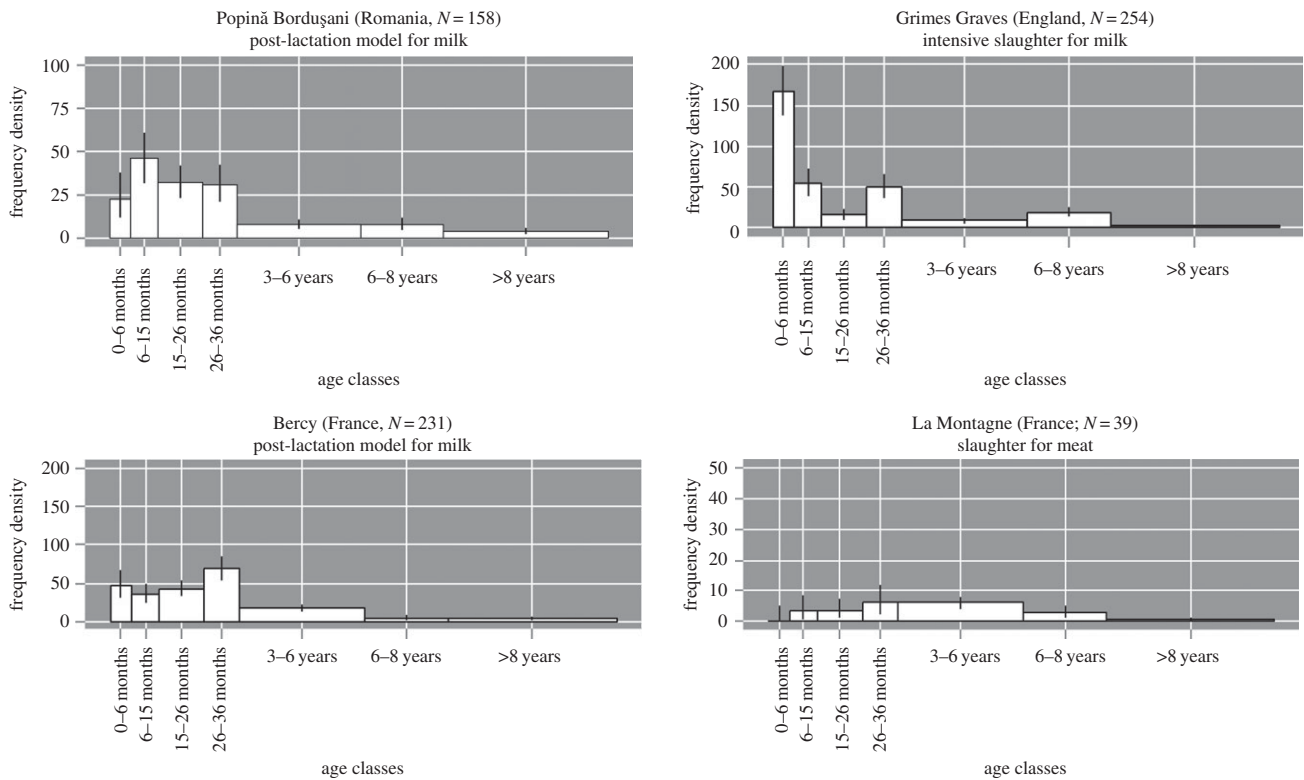 Popină Borduşani (Romania, N = 158)
post-lactation model for milk
frequency density
100
75
50
25
0
0–6 months
6–15 months
15–26 months
26–36 months
3–6 years
6–8 years
>8 years
age classes
Grimes Graves (England, N = 254)
intensive slaughter for milk
frequency density
200
150
100
50
0
0–6 months
6–15 months
15–26 months
26–36 months
3–6 years
6–8 years
>8 years
age classes
Bercy (France, N = 231)
post-lactation model for milk
frequency density
200
150
100
50
0
0–6 months
6–15 months
15–26 months
26–36 months
3–6 years
6–8 years
>8 years
age classes
La Montagne (France; N = 39)
slaughter for meat
frequency density
50
40
30
20
10
0
0–6 months
6–15 months
15–26 months
26–36 months
3–6 years
6–8 years
>8 years
age classes